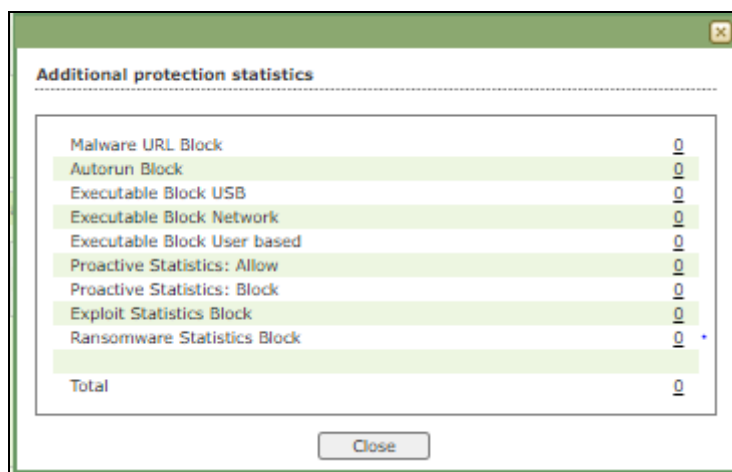 Additional protection statistics
Malware URL Block 0
Autorun Block 0
Executable Block USB 0
Executable Block Network 0
Executable Block User based 0
Proactive Statistics: Allow 0
Proactive Statistics: Block 0
Exploit Statistics Block 0
Ransomware Statistics Block 0 *
Total 0
Close